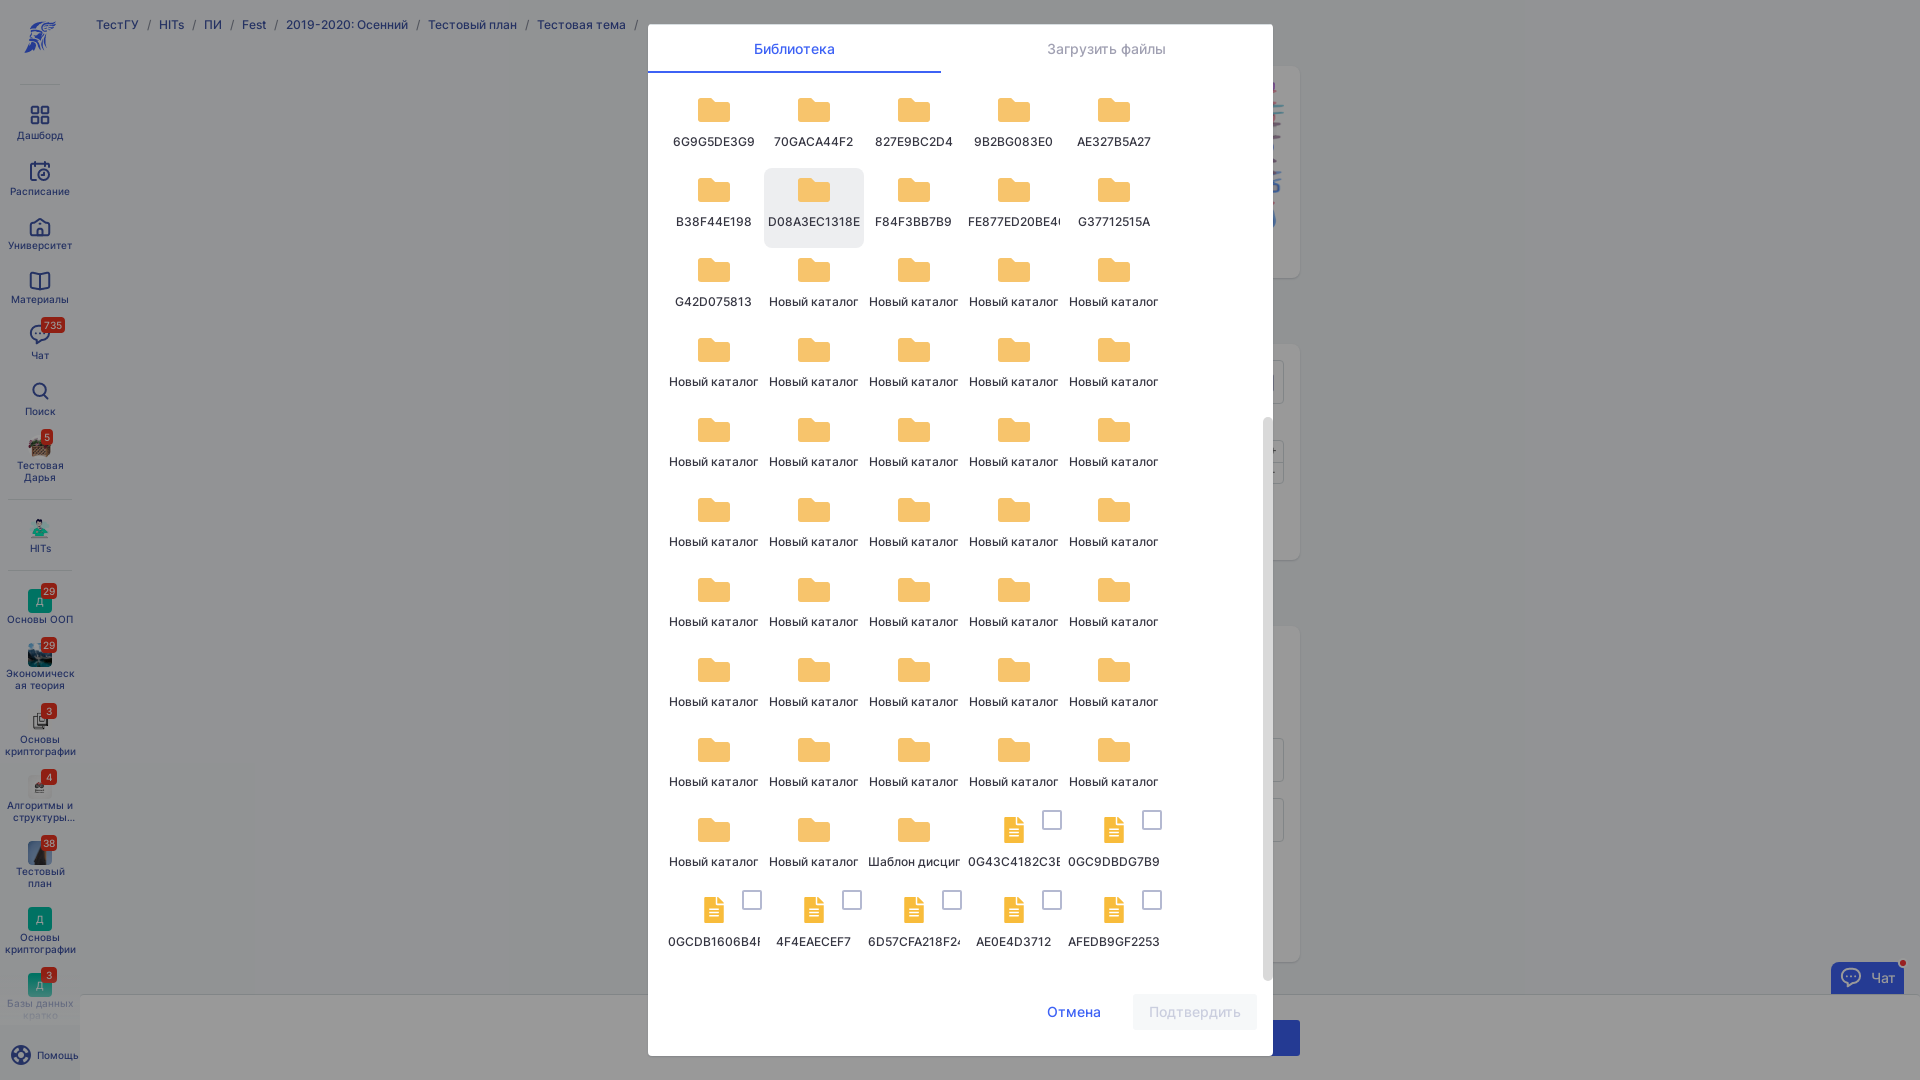 ТестГУ / HITs / ПИ / Fest / 2019-2020: Осенний / Тестовый план / Тестовая тема /
Дашборд
Расписание
Университет
Материалы
735
Чат
Поиск
5
Тестовая
Дарья
HITs
29
Д
Основы ООП
29
Экономическ
ая теория
3
Основы
криптографии
4
Алгоритмы и
структуры...
38
Тестовый
план
Д
Основы
криптографии
3
Д
Базы данных
кратко
Помощь
Библиотека
Загрузить файлы
6G9G5DE3G9 70GACA44F2 827E9BC2D4 9B2BG083E0 AE327B5A27
B38F44E198 D08A3EC1318E F84F3BB7B9 FE877ED20BE4 G37712515A
G42D075813 Новый каталог Новый каталог Новый каталог Новый каталог
Новый каталог Новый каталог Новый каталог Новый каталог Новый каталог
Новый каталог Новый каталог Новый каталог Новый каталог Новый каталог
Новый каталог Новый каталог Новый каталог Новый каталог Новый каталог
Новый каталог Новый каталог Новый каталог Новый каталог Новый каталог
Новый каталог Новый каталог Новый каталог Новый каталог Новый каталог
Новый каталог Новый каталог Новый каталог Новый каталог Новый каталог
Новый каталог Новый каталог Шаблон дисцип 0G43C4182C3E 0GC9DBDG7B9
0GCDB1606B4F 4F4EAECEF7 6D57CFA218F24 AE0E4D3712 AFEDB9GF2253
Отмена
Подтвердить
Чат